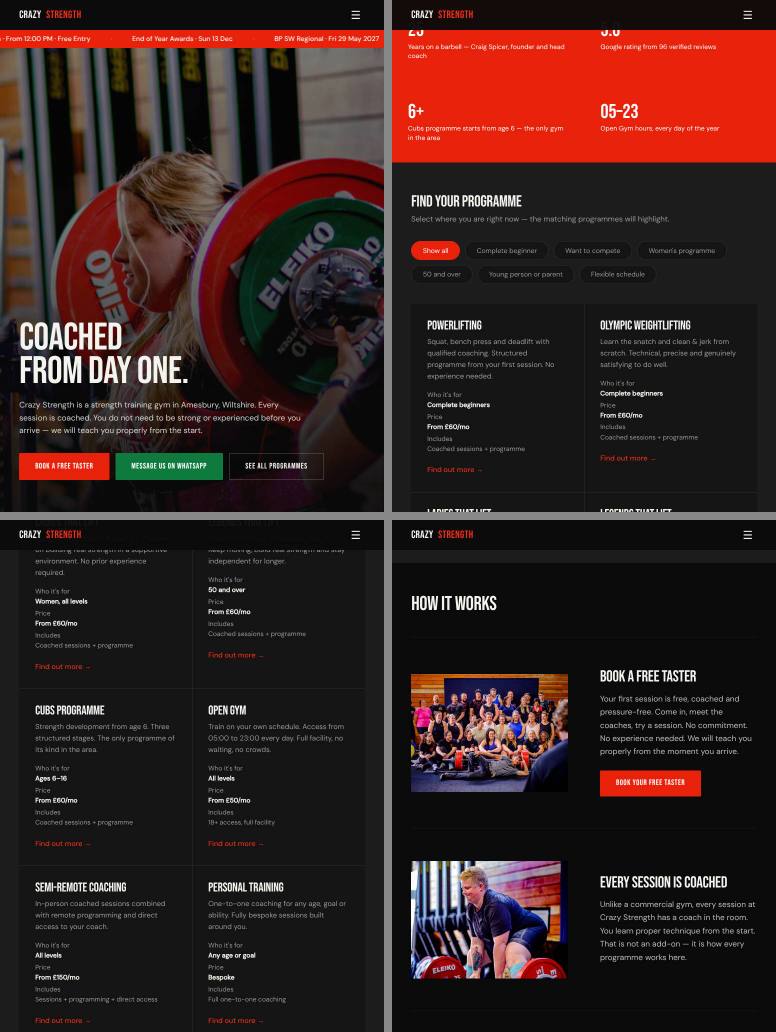 CRAZY STRENGTH
· From 12:00 PM · Free Entry · End of Year Awards · Sun 13 Dec · BP SW Regional · Fri 29 May 2027
ELEIKO
ELEIKO
COACHED
FROM DAY ONE.
Crazy Strength is a strength training gym in Amesbury, Wiltshire. Every
session is coached. You do not need to be strong or experienced before you
arrive — we will teach you properly from the start.
BOOK A FREE TASTER
MESSAGE US ON WHATSAPP
SEE ALL PROGRAMMES
CRAZY STRENGTH
Years on a barbell — Craig Spicer, founder and head
coach
5.0
Google rating from 96 verified reviews
6+
Cubs programme starts from age 6 — the only gym
in the area
05–23
Open Gym hours, every day of the year
FIND YOUR PROGRAMME
Select where you are right now — the matching programmes will highlight.
Show all
Complete beginner
Want to compete
Women's programme
50 and over
Young person or parent
Flexible schedule
POWERLIFTING
Squat, bench press and deadlift with
qualified coaching. Structured
programme from your first session. No
experience needed.
Who it's for
Complete beginners
Price
From £60/mo
Includes
Coached sessions + programme
Find out more →
OLYMPIC WEIGHTLIFTING
Learn the snatch and clean & jerk from
scratch. Technical, precise and genuinely
satisfying to do well.
Who it's for
Complete beginners
Price
From £60/mo
Includes
Coached sessions + programme
Find out more →
LADIES THAT LIFT
LEGENDS THAT LIFT
CRAZY STRENGTH
on building real strength in a supportive
environment. No prior experience
required.
Who it's for
Women, all levels
Price
From £60/mo
Includes
Coached sessions + programme
Find out more →
keep moving, build real strength and stay
independent for longer.
Who it's for
50 and over
Price
From £60/mo
Includes
Coached sessions + programme
Find out more →
CUBS PROGRAMME
Strength development from age 6. Three
structured stages. The only programme of
its kind in the area.
Who it's for
Ages 6–16
Price
From £60/mo
Includes
Coached sessions + programme
Find out more →
OPEN GYM
Train on your own schedule. Access from
05:00 to 23:00 every day. Full facility, no
waiting, no crowds.
Who it's for
All levels
Price
From £50/mo
Includes
18+ access, full facility
Find out more →
SEMI-REMOTE COACHING
In-person coached sessions combined
with remote programming and direct
access to your coach.
Who it's for
All levels
Price
From £150/mo
Includes
Sessions + programming + direct access
Find out more →
PERSONAL TRAINING
One-to-one coaching for any age, goal or
ability. Fully bespoke sessions built
around you.
Who it's for
Any age or goal
Price
Bespoke
Includes
Full one-to-one coaching
Find out more →
CRAZY STRENGTH
HOW IT WORKS
BOOK A FREE TASTER
Your first session is free, coached and
pressure-free. Come in, meet the
coaches, try a session. No commitment.
No experience needed. We will teach you
properly from the moment you arrive.
BOOK YOUR FREE TASTER
EVERY SESSION IS COACHED
Unlike a commercial gym, every session at
Crazy Strength has a coach in the room.
You learn proper technique from the start.
That is not an add-on — it is how every
programme works here.
ELEIKO